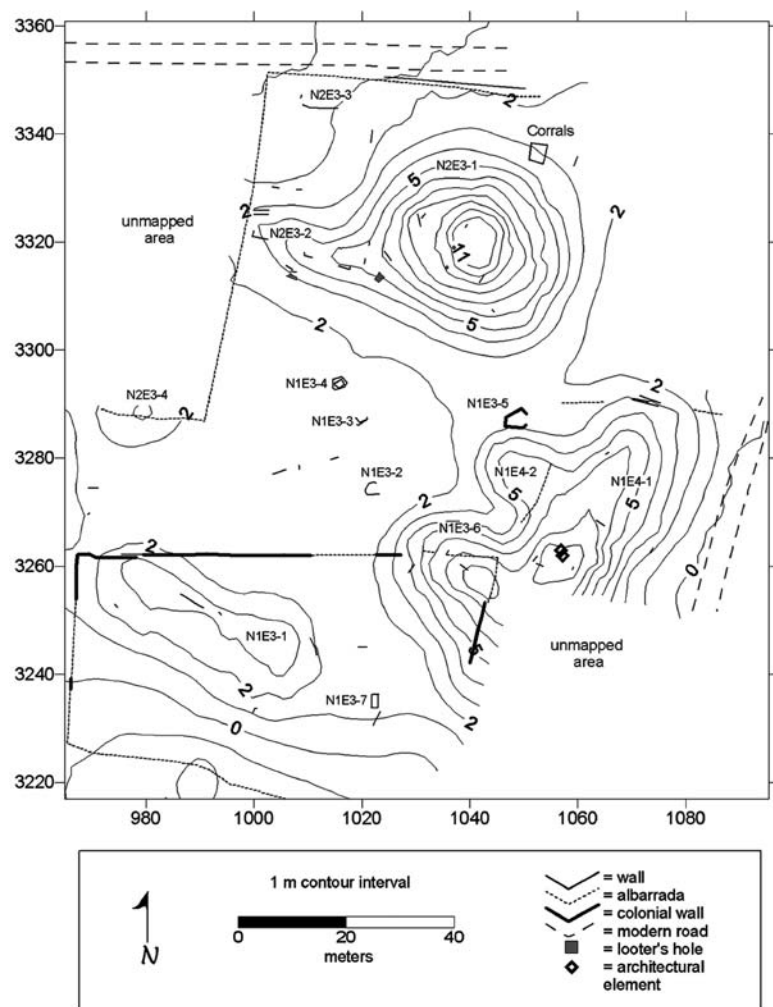 3360
N2E3-3
2
3340
Corrals
N2E3-1
5
2
2
unmapped
area
N2E3-2
3320
11
5
2
3300
N1E3-4
N2E3-4
2
2
N1E3-5
N1E3-3
3280
N1E3-2
N1E4-2
N1E4-1
5
5
2
N1E3-6
2
3260
0
N1E3-1
5
unmapped
area
3240
2
N1E3-7
0
2
3220
980 1000 1020 1040 1060 1080
1 m contour interval
0 20 40
meters
N
= wall
= albarrada
= colonial wall
= modern road
= looter's hole
= architectural
element